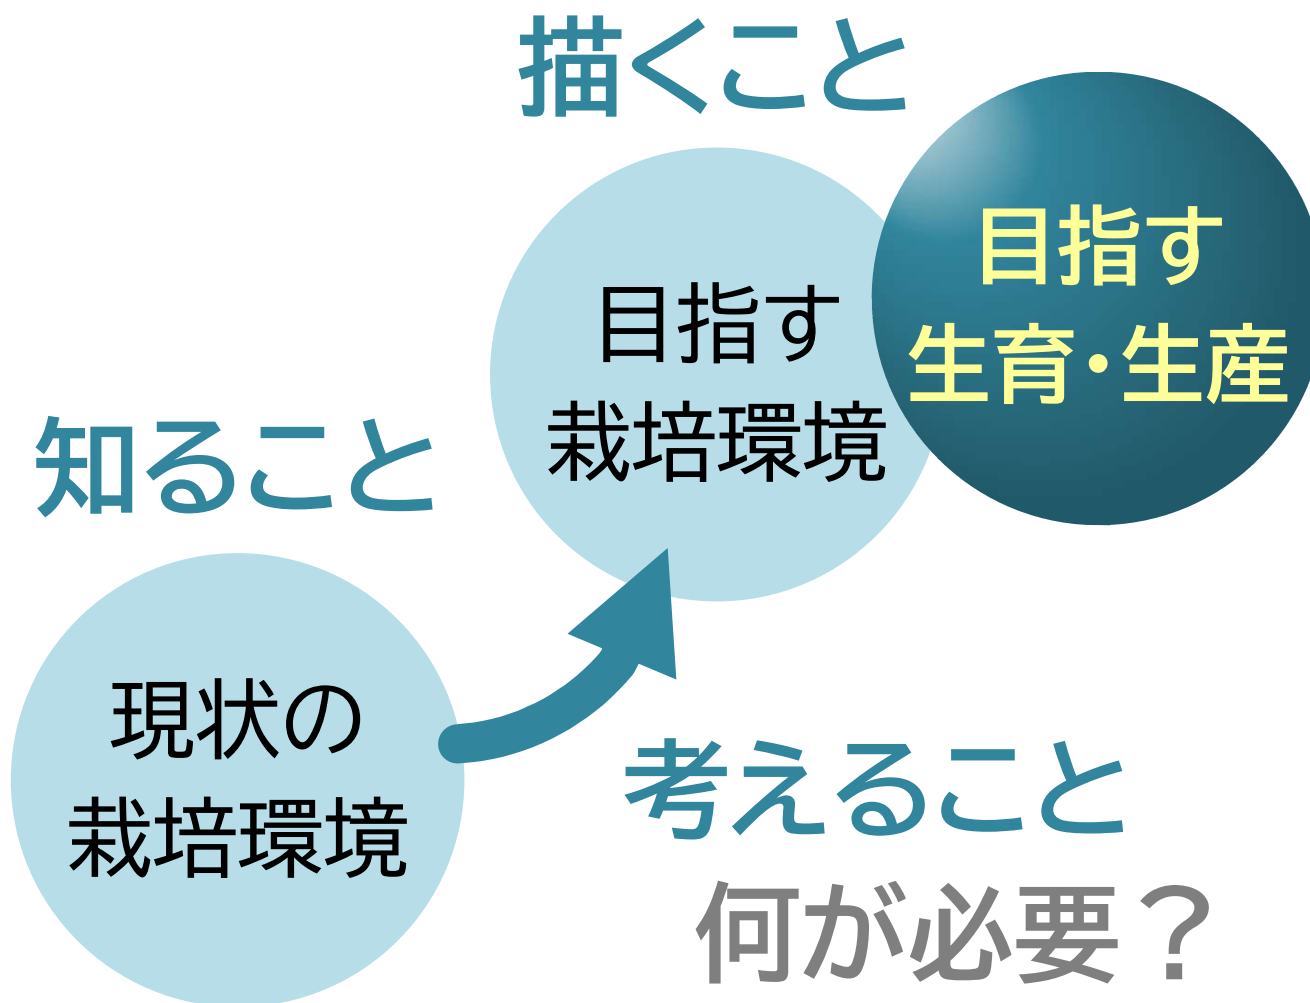 描くこと
目指す
生育・生産
目指す
栽培環境
知ること
現状の
栽培環境
考えること
何が必要？